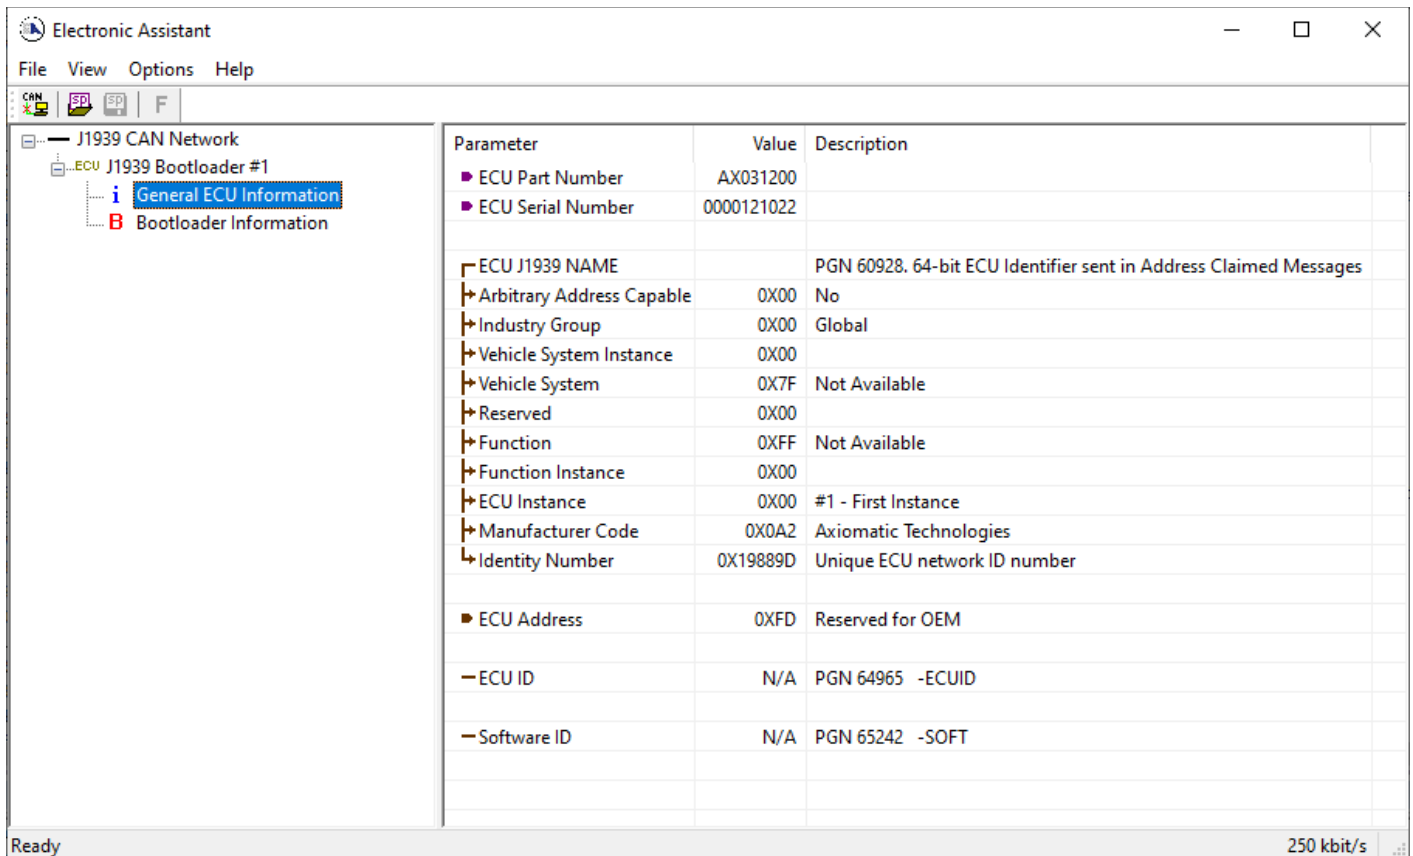 Electronic Assistant
File View Options Help
CAN SP SP F
J1939 CAN Network
ECU J1939 Bootloader #1
i General ECU Information
B Bootloader Information
Parameter Value Description
ECU Part Number AX031200
ECU Serial Number 0000121022
ECU J1939 NAME PGN 60928. 64-bit ECU Identifier sent in Address Claimed Messages
Arbitrary Address Capable 0X00 No
Industry Group 0X00 Global
Vehicle System Instance 0X00
Vehicle System 0X7F Not Available
Reserved 0X00
Function 0XFF Not Available
Function Instance 0X00
ECU Instance 0X00 #1 - First Instance
Manufacturer Code 0X0A2 Axiomatic Technologies
Identity Number 0X19889D Unique ECU network ID number
ECU Address 0XFD Reserved for OEM
ECU ID N/A PGN 64965 -ECUID
Software ID N/A PGN 65242 -SOFT
Ready 250 kbit/s